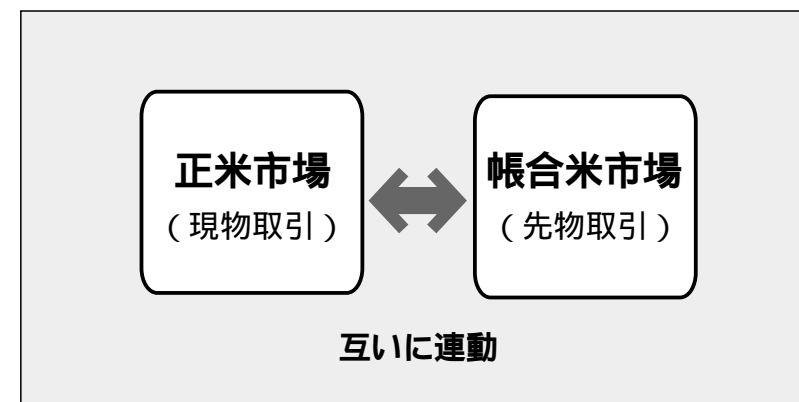 正米市場
（現物取引）
帳合米市場
（先物取引）
互いに連動